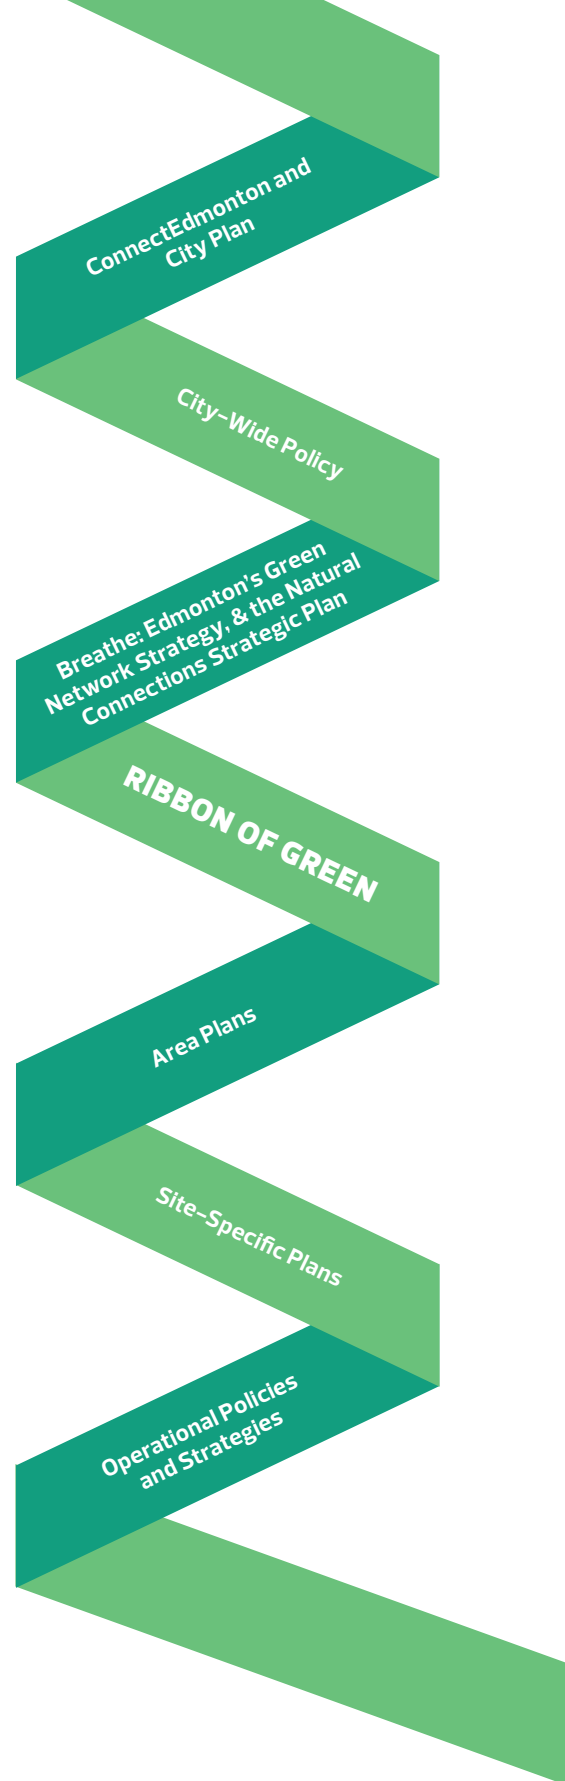 ConnectEdmonton and
City Plan
City-Wide Policy
Breathe: Edmonton’s Green
Network Strategy, & the Natural
Connections Strategic Plan
RIBBON OF GREEN
Area Plans
Site-Specific Plans
Operational Policies
and Strategies